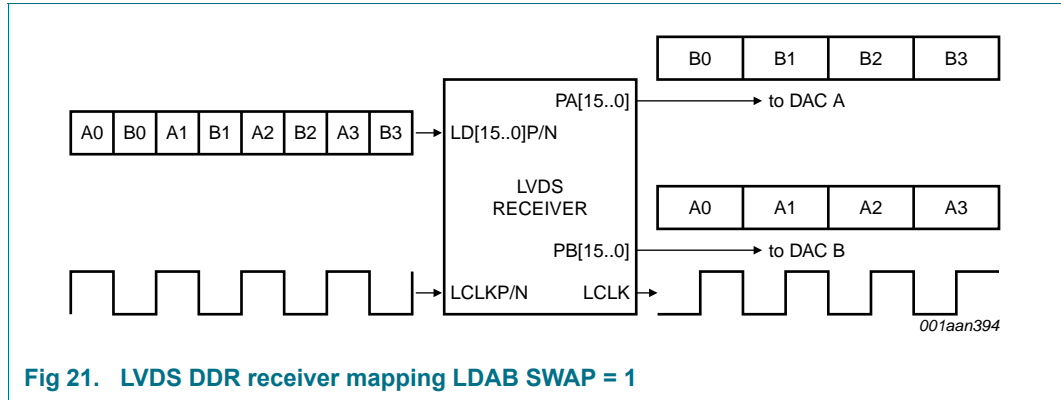 B0 B1 B2 B3
PA[15..0] to DAC A
A0 B0 A1 B1 A2 B2 A3 B3 LD[15..0]P/N
LVDS
RECEIVER
A0 A1 A2 A3
PB[15..0] to DAC B
LCLKP/N LCLK
001aan394
Fig 21. LVDS DDR receiver mapping LDAB SWAP = 1